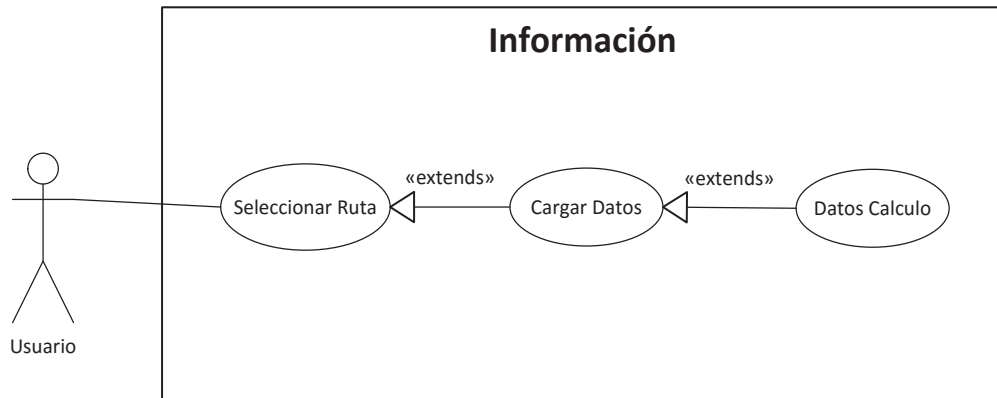 Información
«extends»
«extends»
Seleccionar Ruta
Cargar Datos
Datos Calculo
Usuario